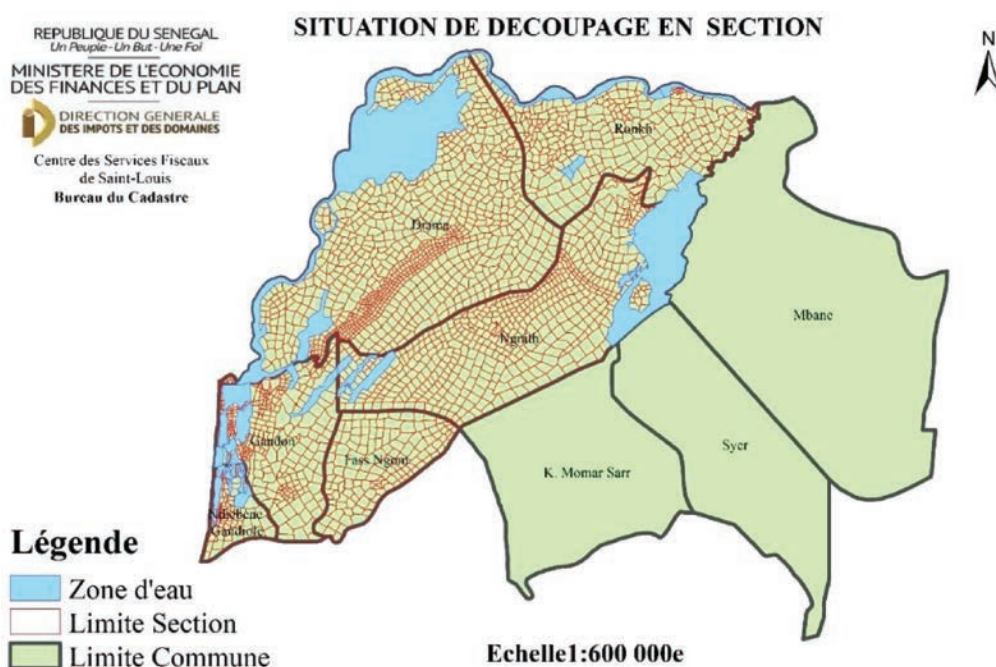 SITUATION DE DECOUPAGE EN SECTION
REPUBLIQUE DU SENEGAL
Un Peuple - Un But - Une Foi
MINISTERE DE L'ECONOMIE
DES FINANCES ET DU PLAN
DIRECTION GENERALE
DES IMPOTS ET DES DOMAINES
Centre des Services Fiscaux
de Saint-Louis
Bureau du Cadastre
N
Ronkh
Diama
Mbane
Ngnith
Gandon
Fass Ngom
Syer
K. Momar Sarr
Ndiebène
Gandiole
Légende
Zone d'eau
Limite Section
Limite Commune
Echelle1:600 000e